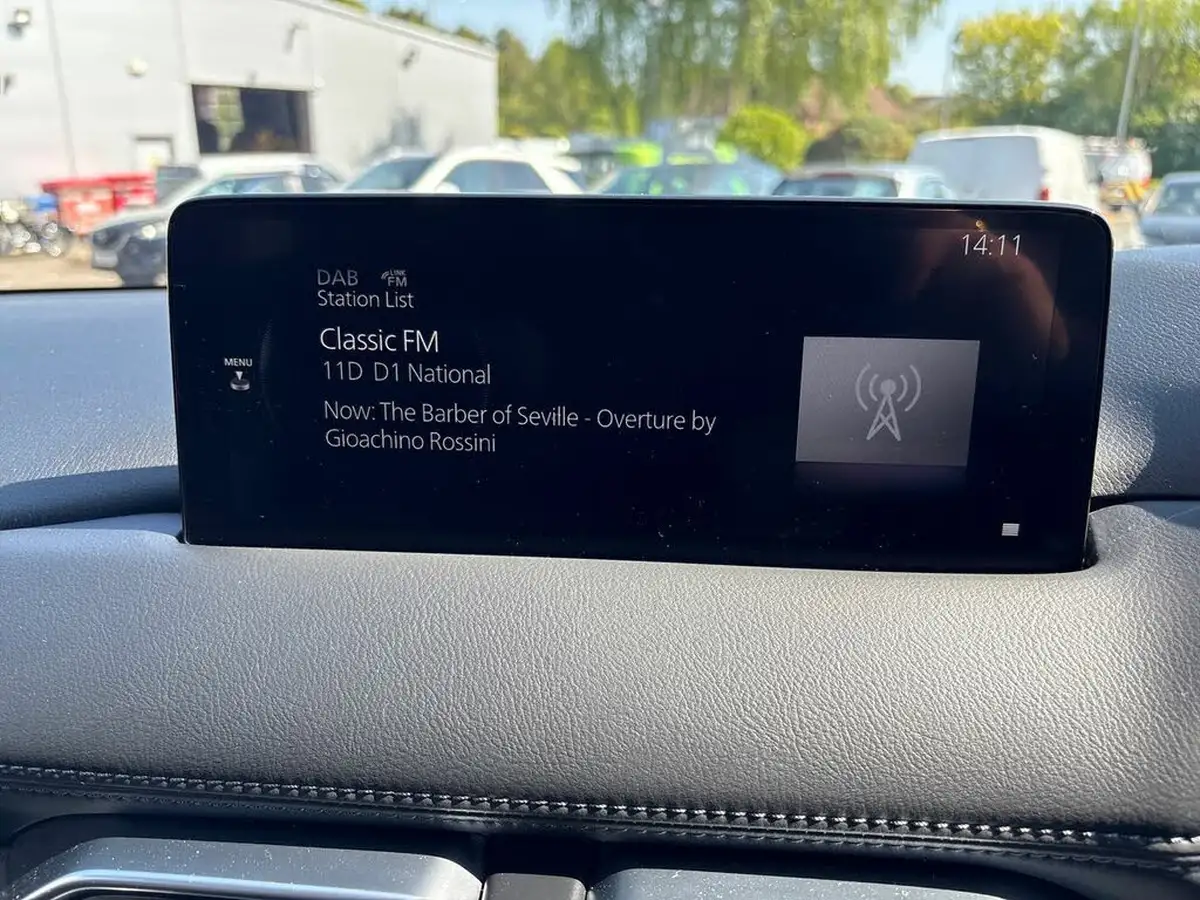 14:11
DAB LINK FM
Station List
Classic FM
MENU
11D D1 National
Now: The Barber of Seville - Overture by
Gioachino Rossini